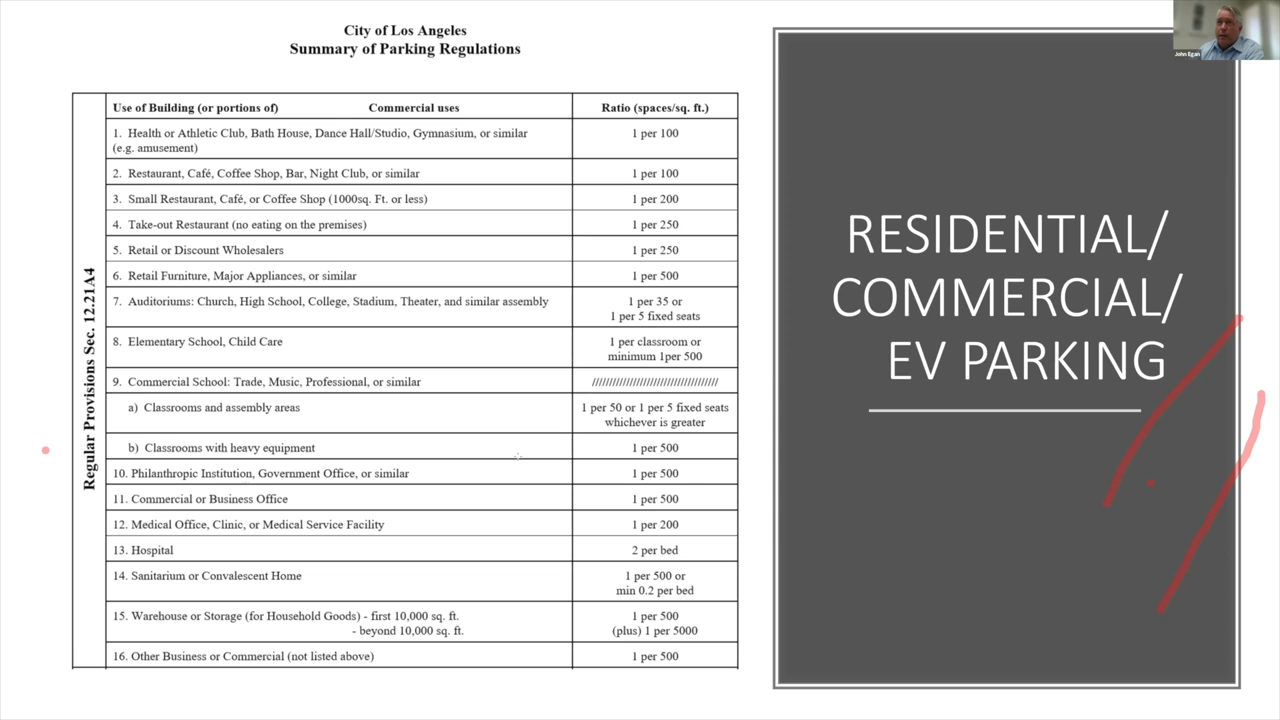 City of Los Angeles
Summary of Parking Regulations
Regular Provisions Sec. 12.21A4
Use of Building (or portions of) Commercial uses Ratio (spaces/sq. ft.)
1. Health or Athletic Club, Bath House, Dance Hall/Studio, Gymnasium, or similar 1 per 100
(e.g. amusement)
2. Restaurant, Café, Coffee Shop, Bar, Night Club, or similar 1 per 100
3. Small Restaurant, Café, or Coffee Shop (1000sq. Ft. or less) 1 per 200
4. Take-out Restaurant (no eating on the premises) 1 per 250
5. Retail or Discount Wholesalers 1 per 250
6. Retail Furniture, Major Appliances, or similar 1 per 500
7. Auditoriums: Church, High School, College, Stadium, Theater, and similar assembly 1 per 35 or
1 per 5 fixed seats
8. Elementary School, Child Care 1 per classroom or
minimum 1per 500
9. Commercial School: Trade, Music, Professional, or similar ////////////////////////////////////
a) Classrooms and assembly areas 1 per 50 or 1 per 5 fixed seats
whichever is greater
b) Classrooms with heavy equipment 1 per 500
10. Philanthropic Institution, Government Office, or similar 1 per 500
11. Commercial or Business Office 1 per 500
12. Medical Office, Clinic, or Medical Service Facility 1 per 200
13. Hospital 2 per bed
14. Sanitarium or Convalescent Home 1 per 500 or
min 0.2 per bed
15. Warehouse or Storage (for Household Goods) - first 10,000 sq. ft. 1 per 500
- beyond 10,000 sq. ft. (plus) 1 per 5000
16. Other Business or Commercial (not listed above) 1 per 500
RESIDENTIAL/
COMMERCIAL/
EV PARKING
John Egan